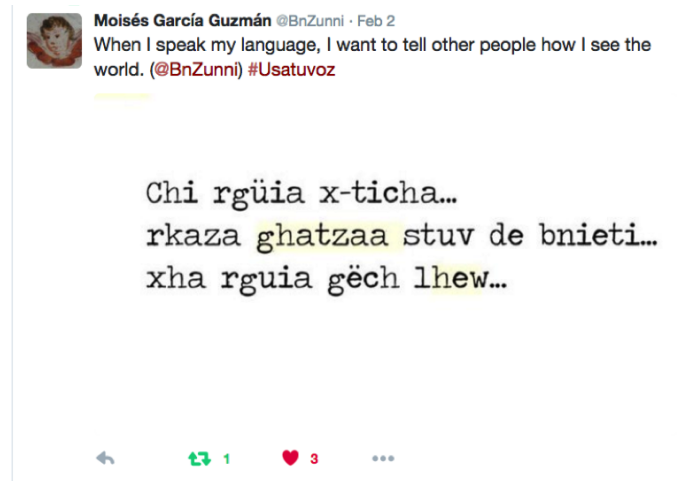 Moisés García Guzmán @BnZunni · Feb 2
When I speak my language, I want to tell other people how I see the
world. (@BnZunni) #Usatuvoz
Chi rgüia x-ticha...
rkaza ghatzaa stuv de bnieti...
xha rguia gëch lhew...
1 3